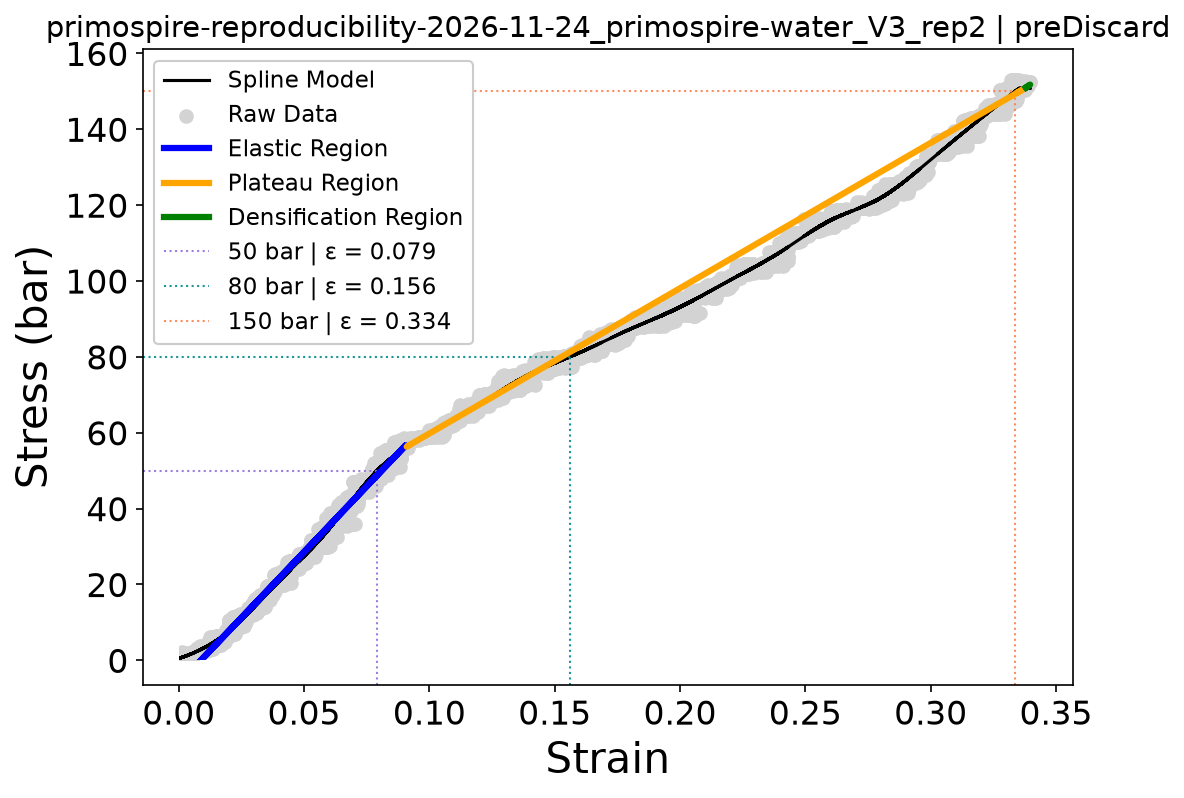 primospire-reproducibility-2026-11-24_primospire-water_V3_rep2 | preDiscard
Stress (bar)
160
140
120
100
80
60
40
20
0
Spline Model
Raw Data
Elastic Region
Plateau Region
Densification Region
50 bar | ε = 0.079
80 bar | ε = 0.156
150 bar | ε = 0.334
0.00 0.05 0.10 0.15 0.20 0.25 0.30 0.35
Strain